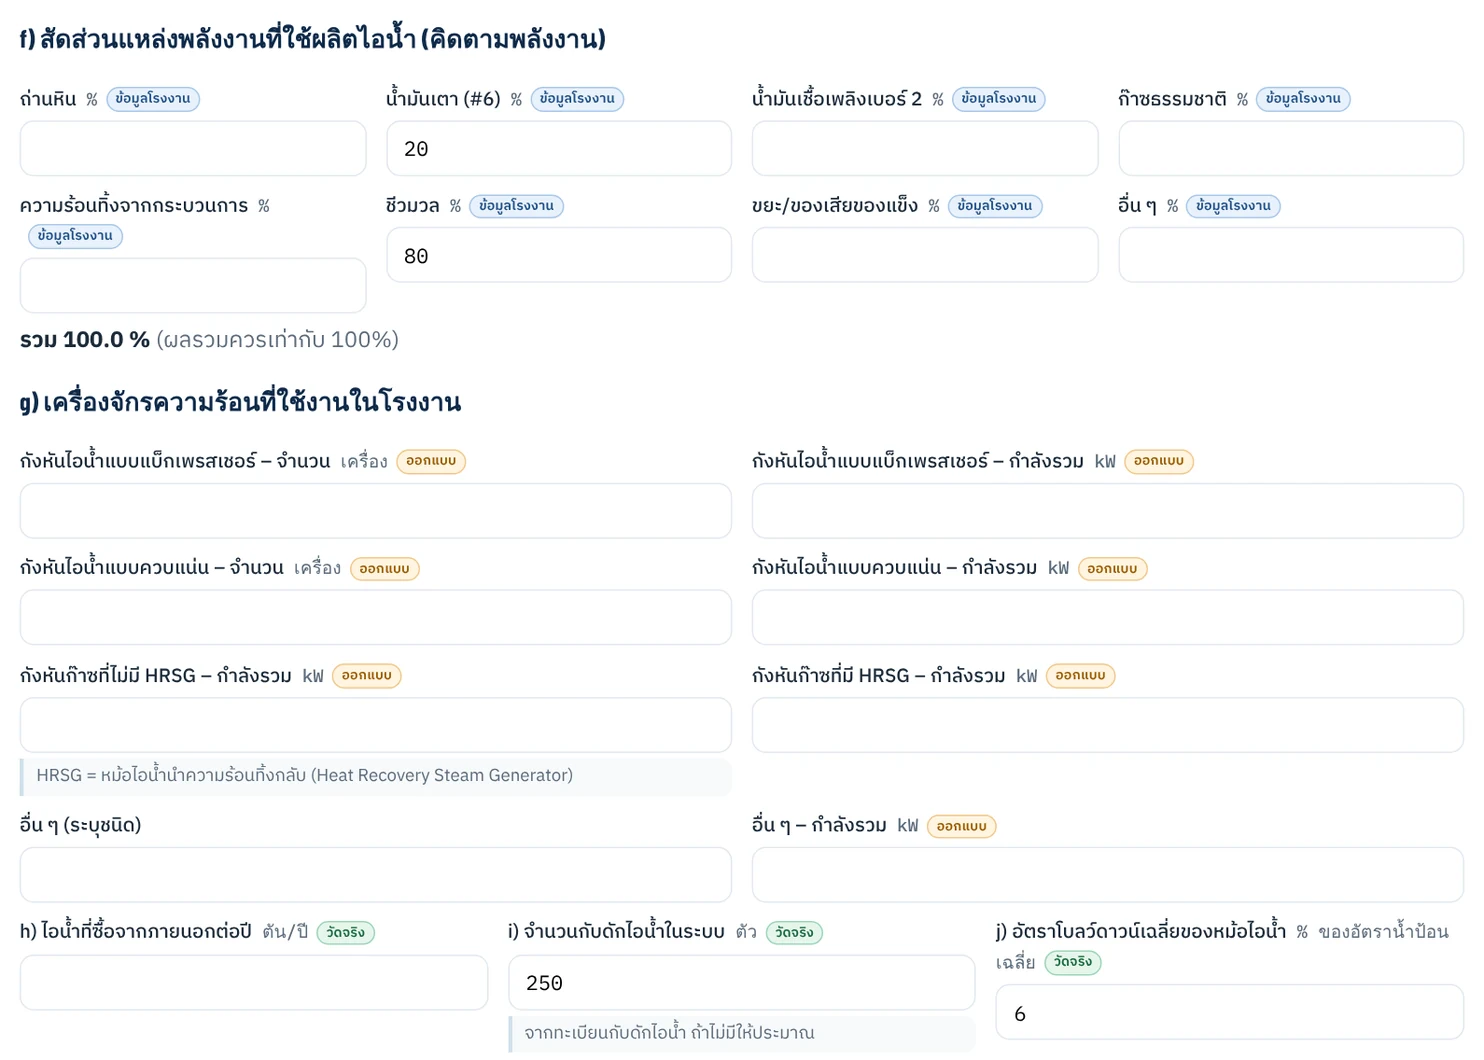 f) สัดส่วนแหล่งพลังงานที่ใช้ผลิตไอน้ำ (คิดตามพลังงาน)
ถ่านหิน % ข้อมูลโรงงาน น้ำมันเตา (#6) % ข้อมูลโรงงาน น้ำมันเชื้อเพลิงเบอร์ 2 % ข้อมูลโรงงาน ก๊าซธรรมชาติ % ข้อมูลโรงงาน
20
ความร้อนทิ้งจากกระบวนการ % ข้อมูลโรงงาน ชีวมวล % ข้อมูลโรงงาน ขยะ/ของเสียของแข็ง % ข้อมูลโรงงาน อื่น ๆ % ข้อมูลโรงงาน
80
รวม 100.0 % (ผลรวมควรเท่ากับ 100%)
g) เครื่องจักรความร้อนที่ใช้งานในโรงงาน
กังหันไอน้ำแบบแบ็กเพรสเชอร์ – จำนวน เครื่อง ออกแบบ กังหันไอน้ำแบบแบ็กเพรสเชอร์ – กำลังรวม kW ออกแบบ
กังหันไอน้ำแบบควบแน่น – จำนวน เครื่อง ออกแบบ กังหันไอน้ำแบบควบแน่น – กำลังรวม kW ออกแบบ
กังหันก๊าซที่ไม่มี HRSG – กำลังรวม kW ออกแบบ กังหันก๊าซที่มี HRSG – กำลังรวม kW ออกแบบ
HRSG = หม้อไอน้ำนำความร้อนทิ้งกลับ (Heat Recovery Steam Generator)
อื่น ๆ (ระบุชนิด) อื่น ๆ – กำลังรวม kW ออกแบบ
h) ไอน้ำที่ซื้อจากภายนอกต่อปี ตัน/ปี วัดจริง i) จำนวนกับดักไอน้ำในระบบ ตัว วัดจริง j) อัตราโบลว์ดาวน์เฉลี่ยของหม้อไอน้ำ % ของอัตราน้ำป้อน
เฉลี่ย วัดจริง
250
6
จากทะเบียนกับดักไอน้ำ ถ้าไม่มีให้ประมาณ